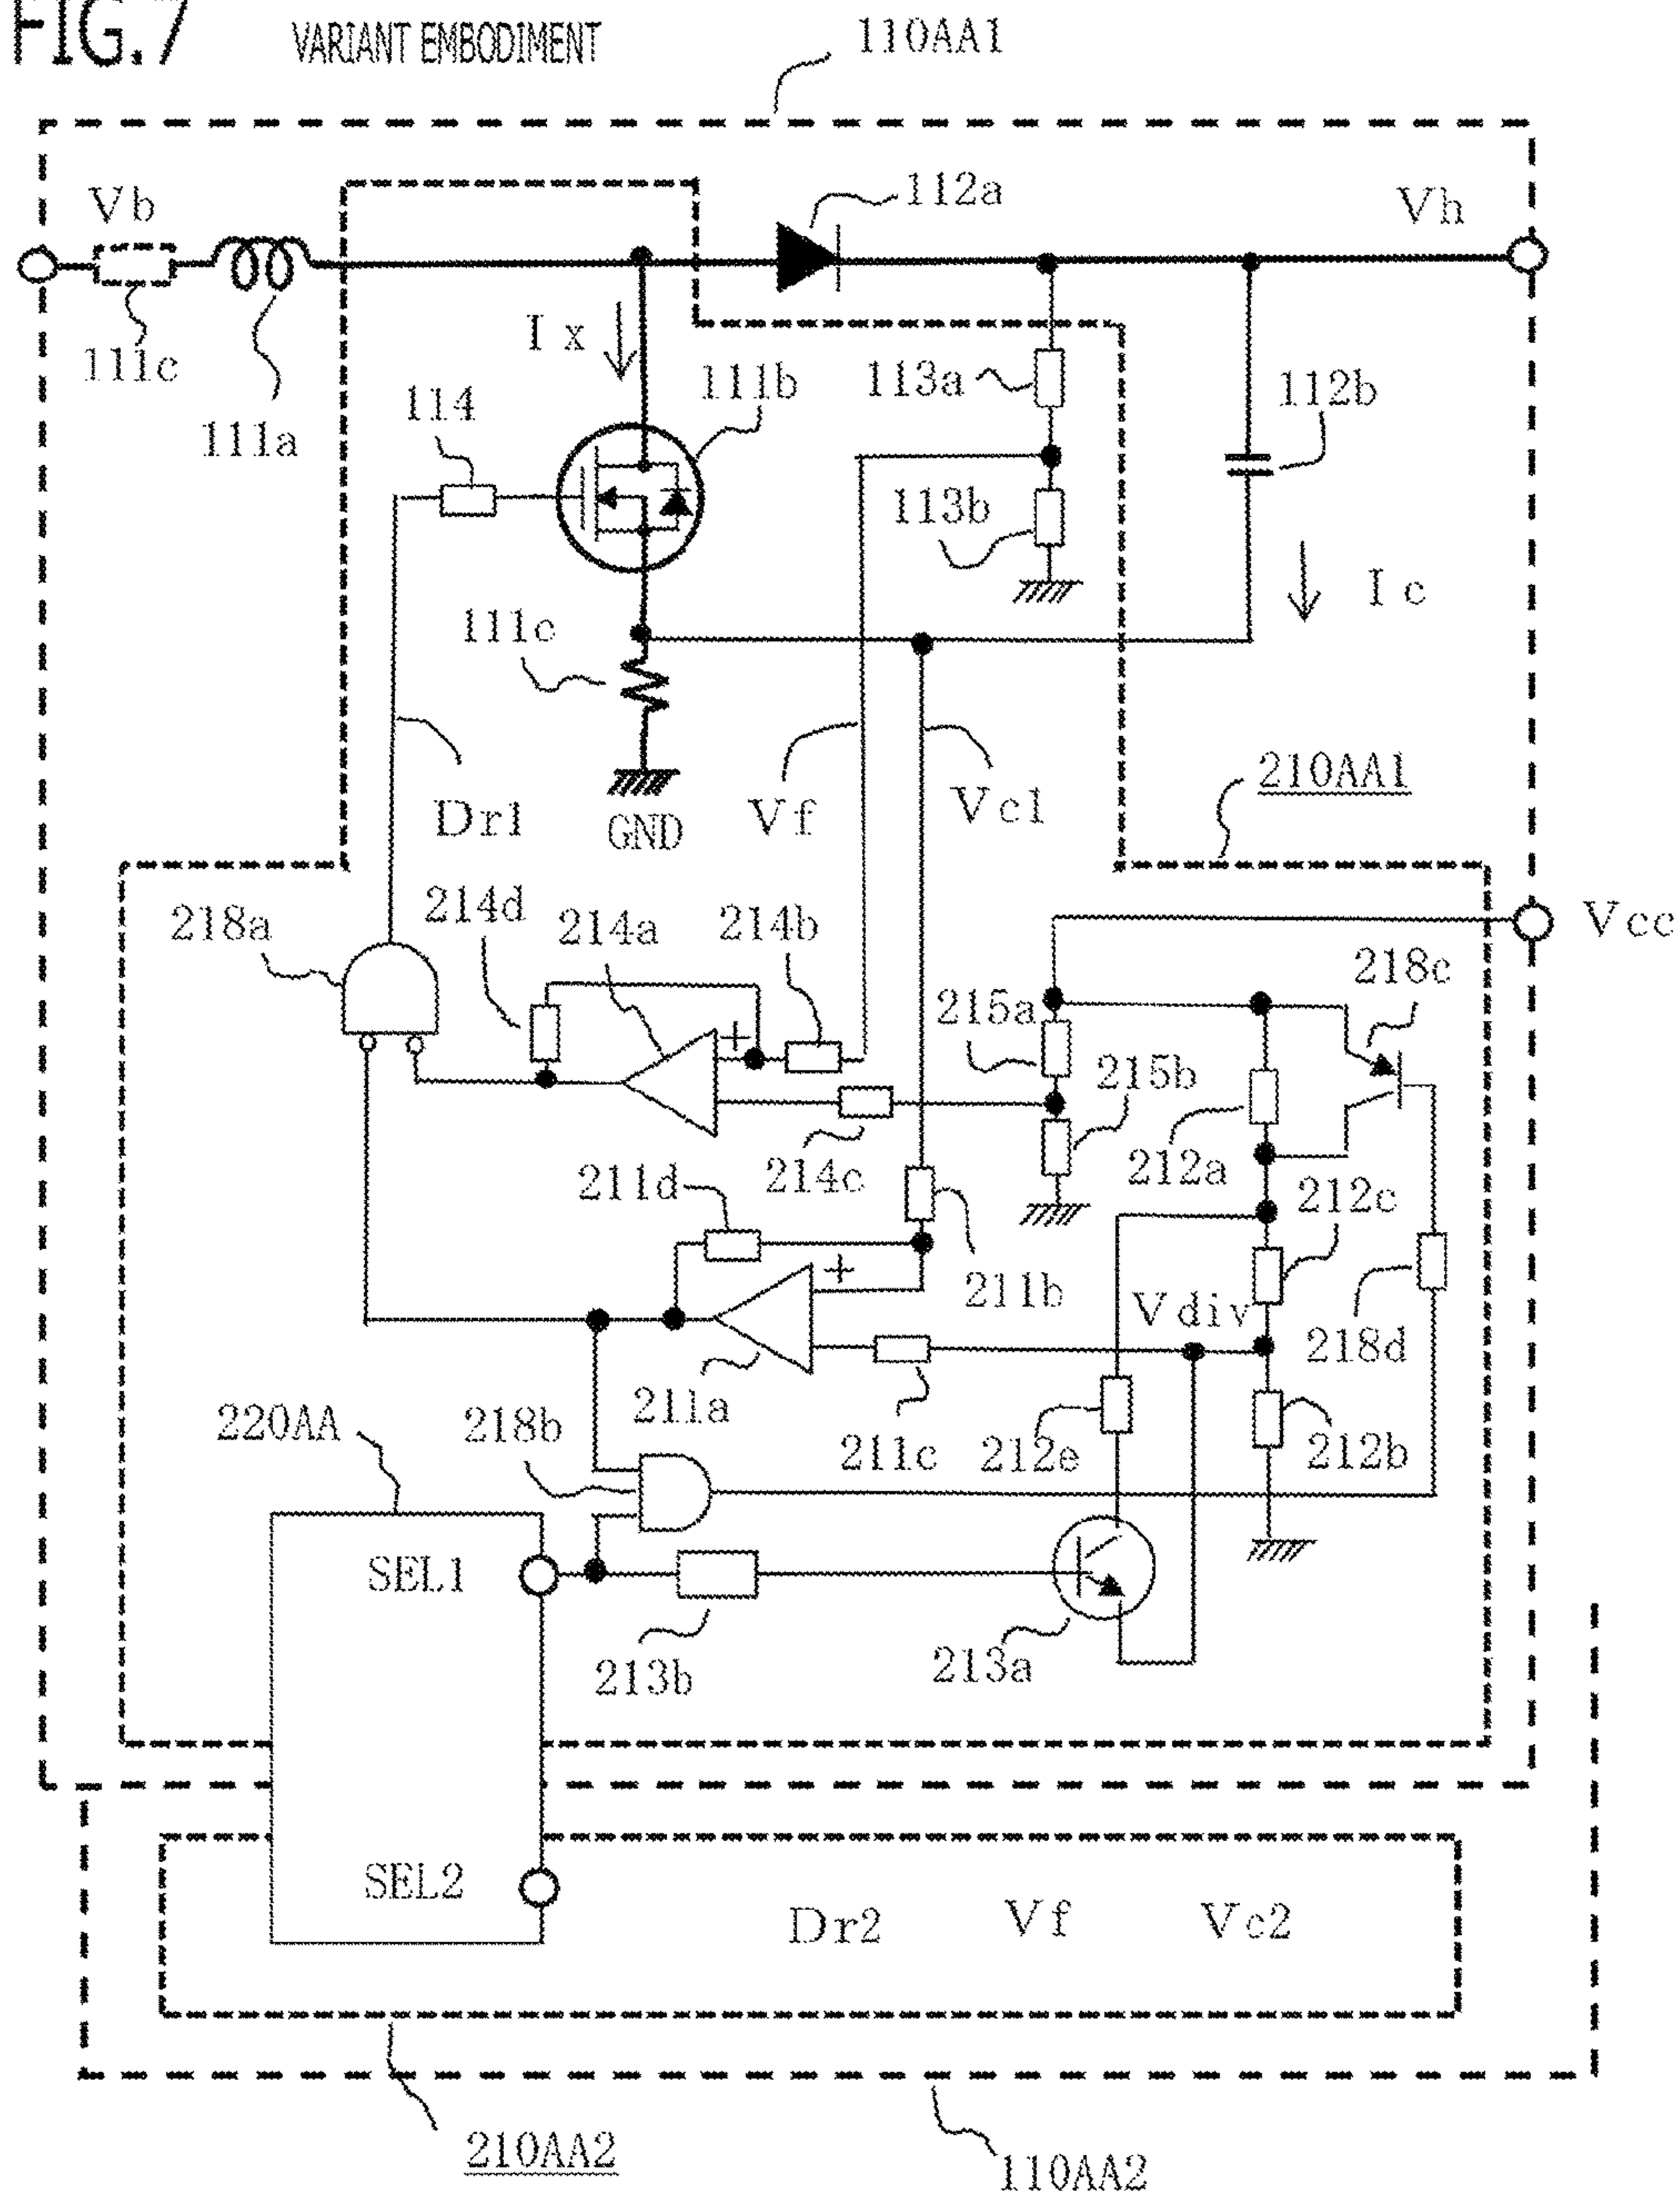 FIG.7 VARIANT EMBODIMENT
110AA1
Vb
112a
Vh
Ix
111c
111a
114
111b
113a
112b
113b
Ic
111c
210AA1
Dr1
GND
Vf
Vc1
218a
214d
214a
214b
Vcc
218c
215a
+
215b
212a
214c
211d
212c
+
211b
Vdiv
218d
211a
220AA
218b
211c
212e
212b
SEL1
213b
213a
SEL2
Dr2
Vf
Vc2
210AA2
110AA2